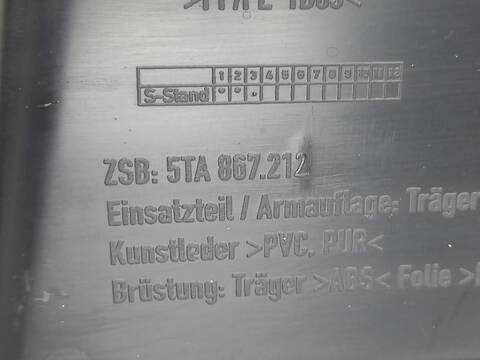 1 2 3 4 5 6 7 8 9 10 11 12
S-Stand
ZSB: 5TA 867.212
Einsatzteil / Armauflage: Träger
Kunstleder >PVC, PUR<
Brüstung: Träger >ABS< Folie >